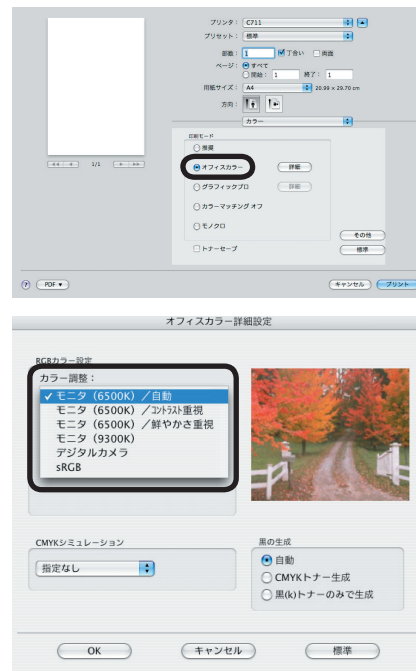 プリンタ： C711
プリセット： 標準
部数： 1 丁合い 両面
ページ： すべて
開始： 1 終了： 1
用紙サイズ： A4 20.99 x 29.70 cm
方向：
カラー
印刷モード
推奨
オフィスカラー 詳細
グラフィックプロ 詳細
カラーマッチング オフ
モノクロ
トナーセーブ
その他
標準
1/1
? PDF▼ キャンセル プリント
オフィスカラー詳細設定
RGBカラー設定
カラー調整：
✓ モニタ（6500K）／自動
モニタ（6500K）／コントラスト重視
モニタ（6500K）／鮮やかさ重視
モニタ（9300K）
デジタルカメラ
sRGB
CMYKシミュレーション
指定なし
黒の生成
自動
CMYKトナー生成
黒(k)トナーのみで生成
OK キャンセル 標準